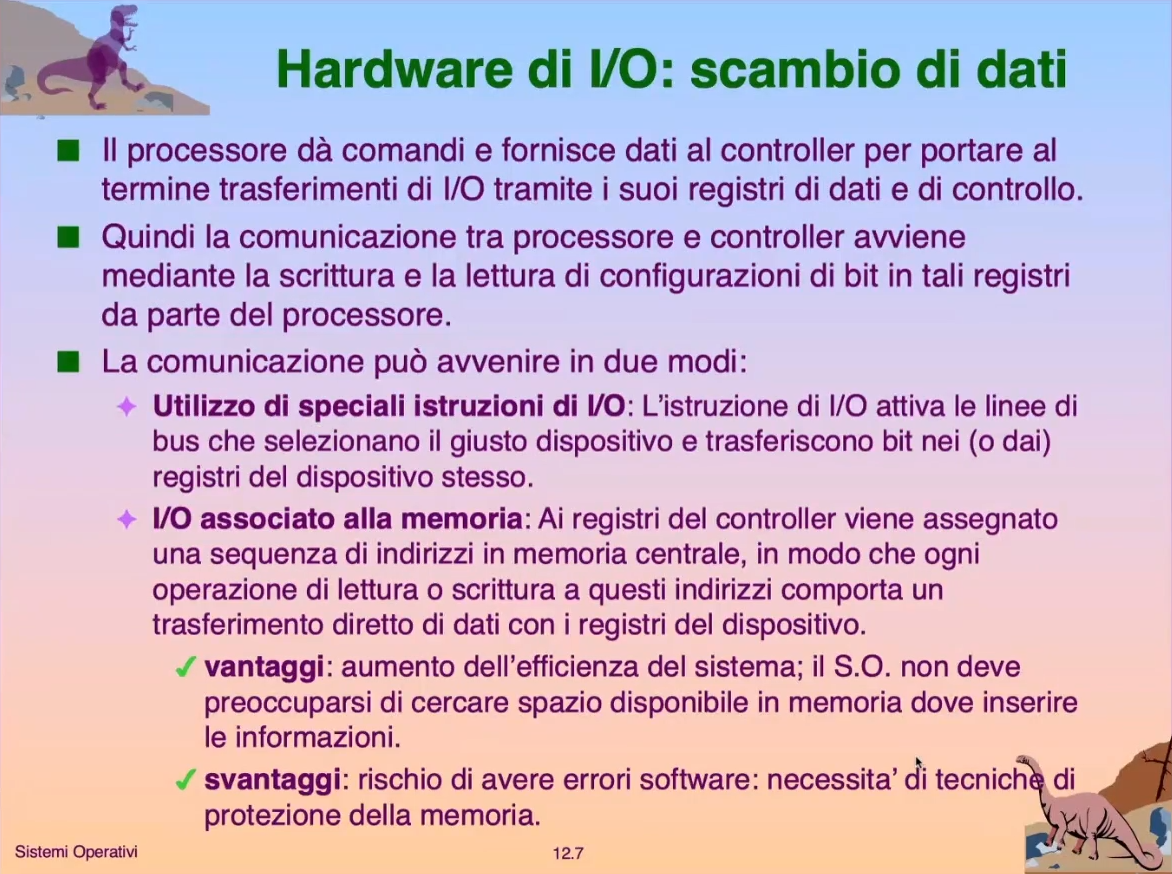 Hardware di I/O: scambio di dati
Il processore dà comandi e fornisce dati al controller per portare al
termine trasferimenti di I/O tramite i suoi registri di dati e di controllo.
Quindi la comunicazione tra processore e controller avviene
mediante la scrittura e la lettura di configurazioni di bit in tali registri
da parte del processore.
La comunicazione può avvenire in due modi:
Utilizzo di speciali istruzioni di I/O: L'istruzione di I/O attiva le linee di
bus che selezionano il giusto dispositivo e trasferiscono bit nei (o dai)
registri del dispositivo stesso.
I/O associato alla memoria: Ai registri del controller viene assegnato
una sequenza di indirizzi in memoria centrale, in modo che ogni
operazione di lettura o scrittura a questi indirizzi comporta un
trasferimento diretto di dati con i registri del dispositivo.
vantaggi: aumento dell'efficienza del sistema; il S.O. non deve
preoccuparsi di cercare spazio disponibile in memoria dove inserire
le informazioni.
svantaggi: rischio di avere errori software: necessita' di tecniche di
protezione della memoria.
Sistemi Operativi
12.7